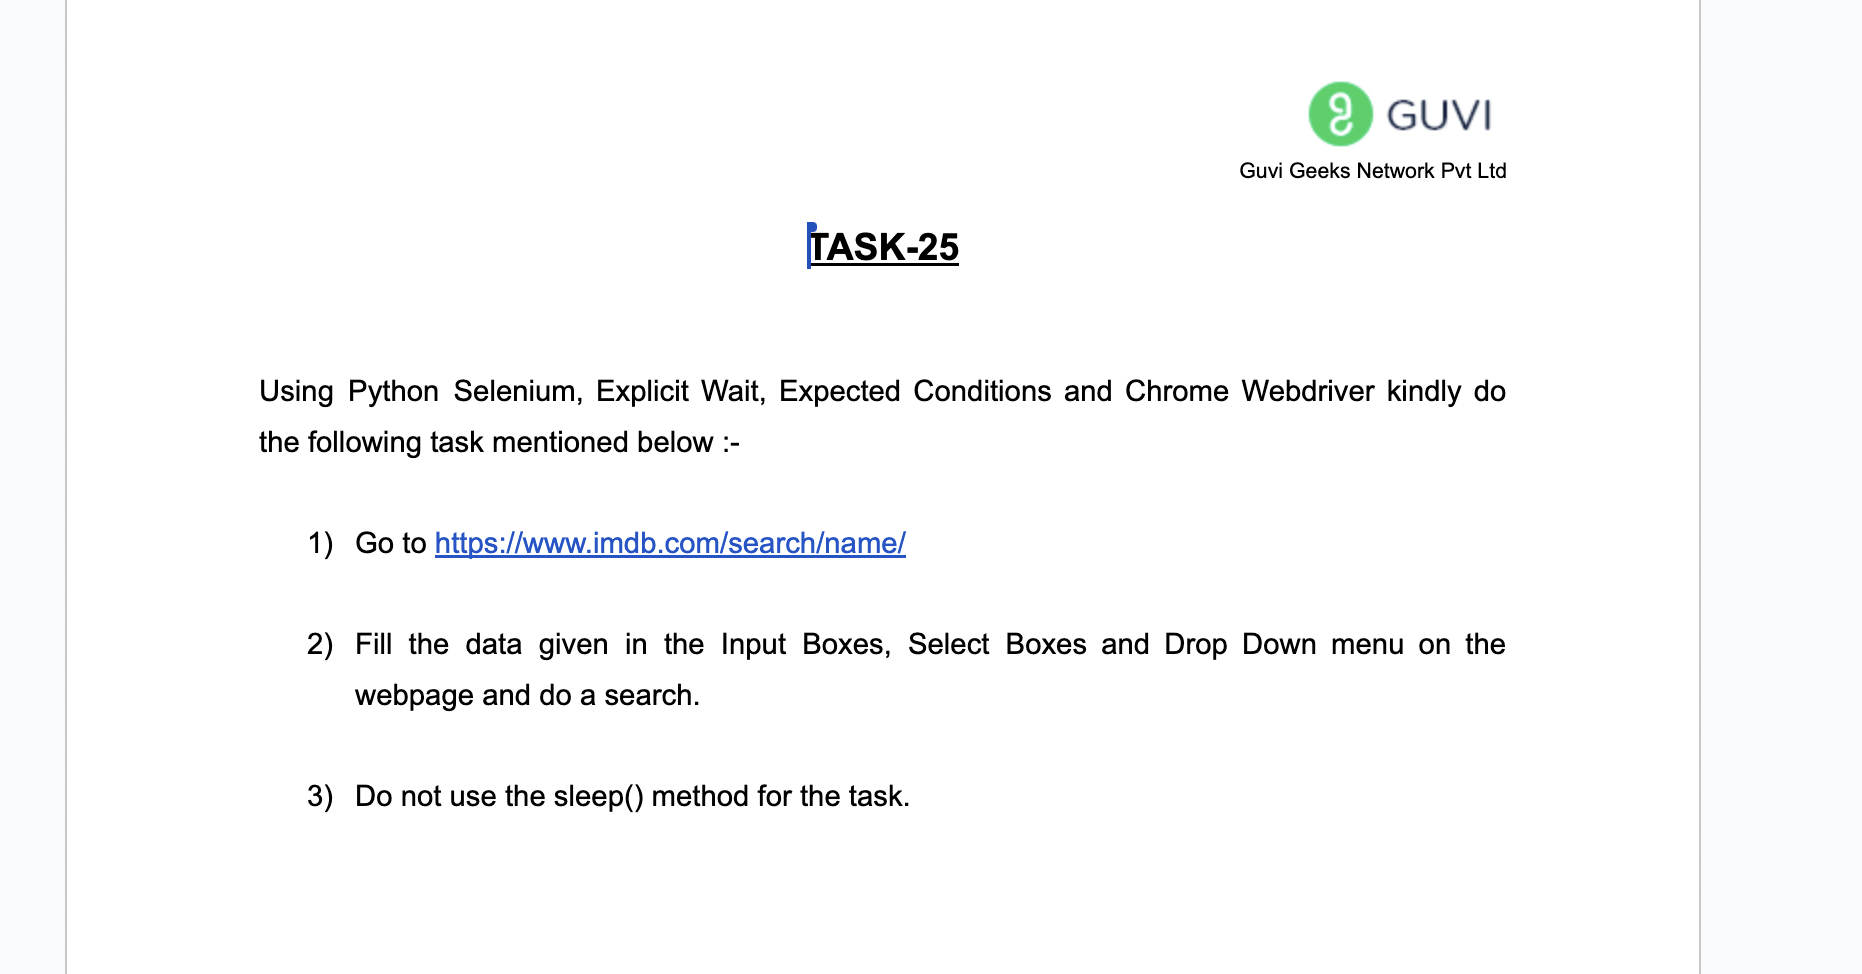 GUVI
Guvi Geeks Network Pvt Ltd
TASK-25
Using Python Selenium, Explicit Wait, Expected Conditions and Chrome Webdriver kindly do
the following task mentioned below :-
1) Go to https://www.imdb.com/search/name/
2) Fill the data given in the Input Boxes, Select Boxes and Drop Down menu on the
webpage and do a search.
3) Do not use the sleep() method for the task.